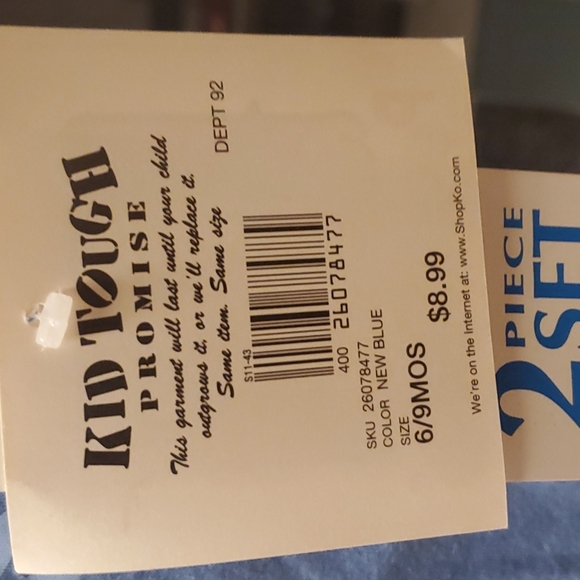 KID TOUGH
PROMISE
This garment will last until your child
outgrows it, or we'll replace it.
Same item. Same size
DEPT 92
S11-43
400 26078477
SKU 26078477
COLOR NEW BLUE
SIZE
6/9MOS
$8.99
We're on the Internet at: www.ShopKo.com
2 PIECE
SET